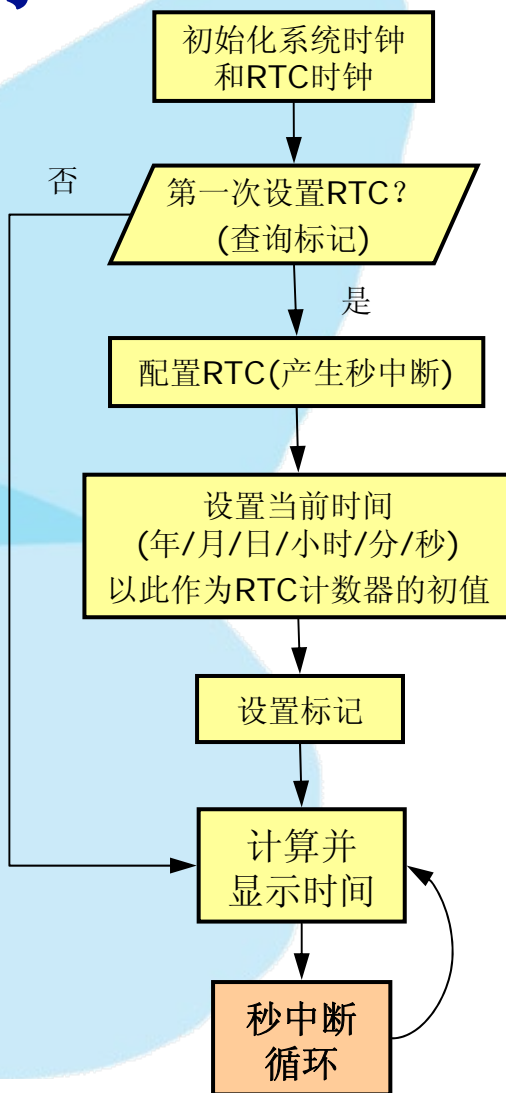 初始化系统时钟
和RTC时钟
否
第一次设置RTC?
(查询标记)
是
配置RTC(产生秒中断)
设置当前时间
(年/月/日/小时/分/秒)
以此作为RTC计数器的初值
设置标记
计算并
显示时间
秒中断
循环